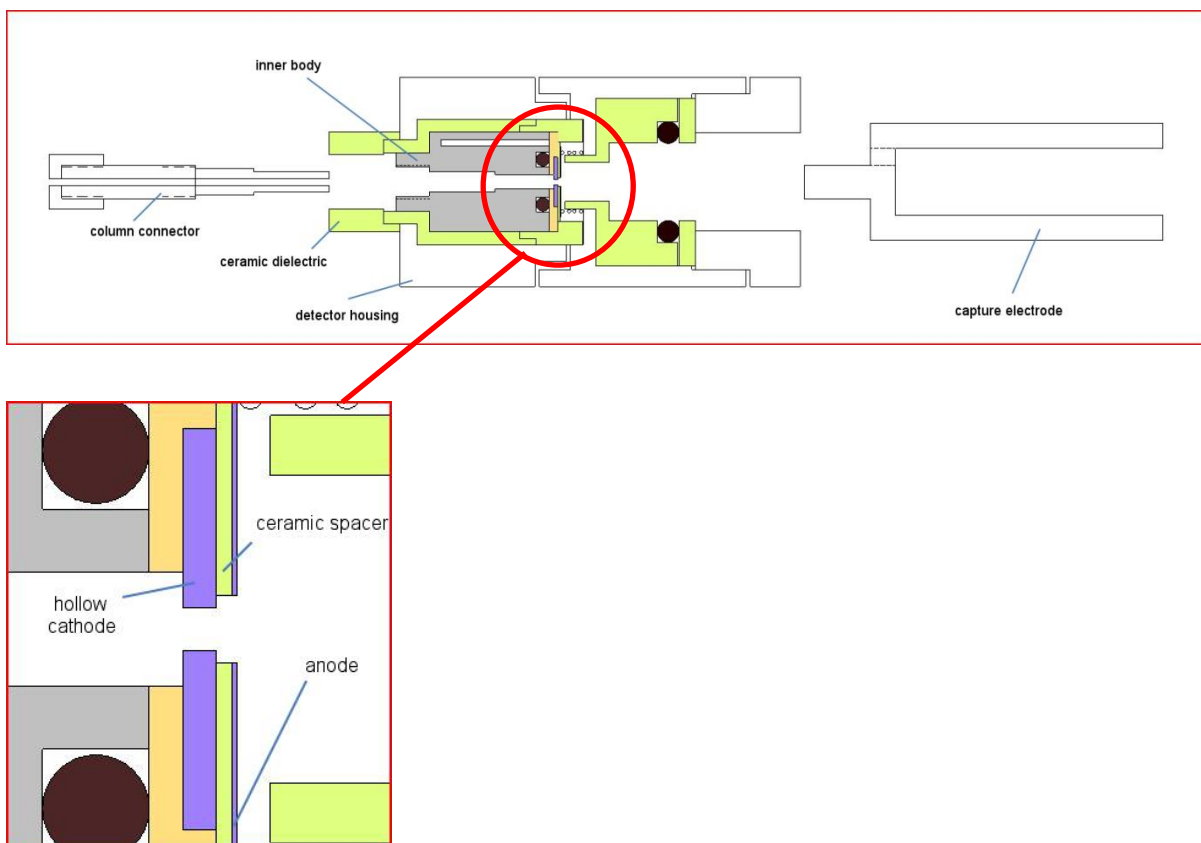 inner body
column connector
ceramic dielectric
detector housing
capture electrode
ceramic spacer
hollow
cathode
anode